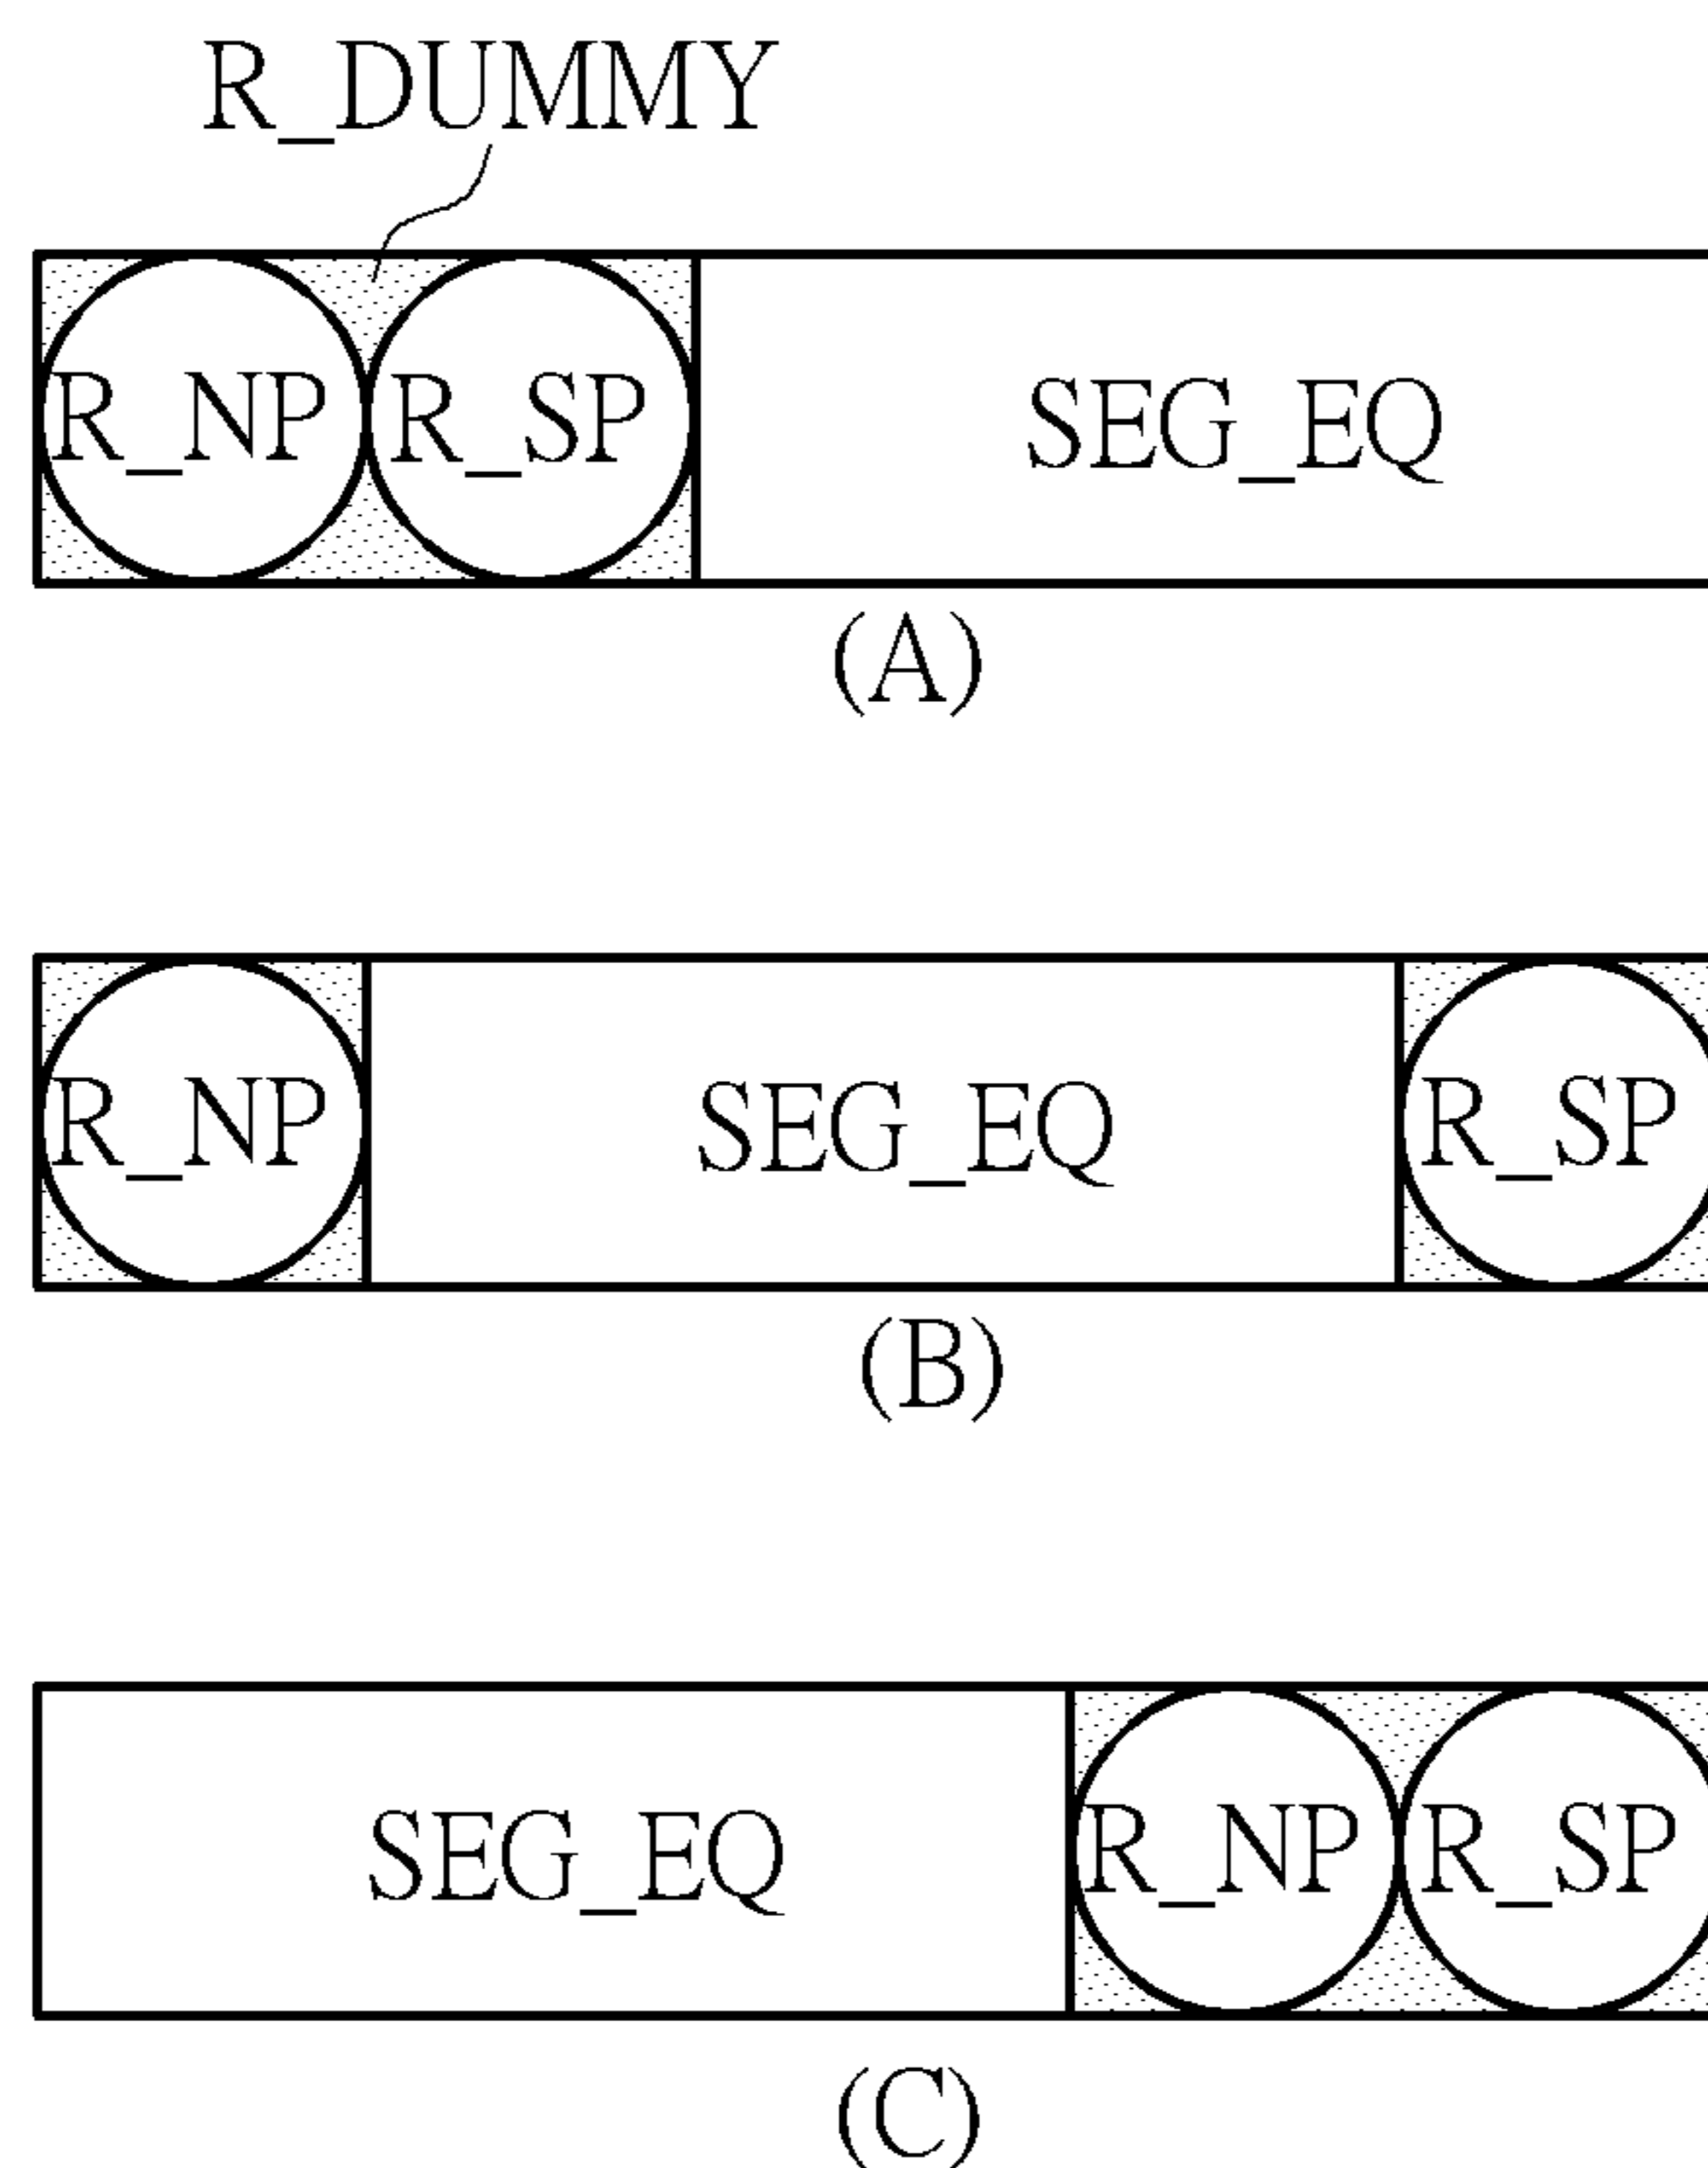 R_DUMMY
R_NP R_SP SEG_EQ
(A)
R_NP SEG_EQ R_SP
(B)
SEG_EQ R_NP R_SP
(C)